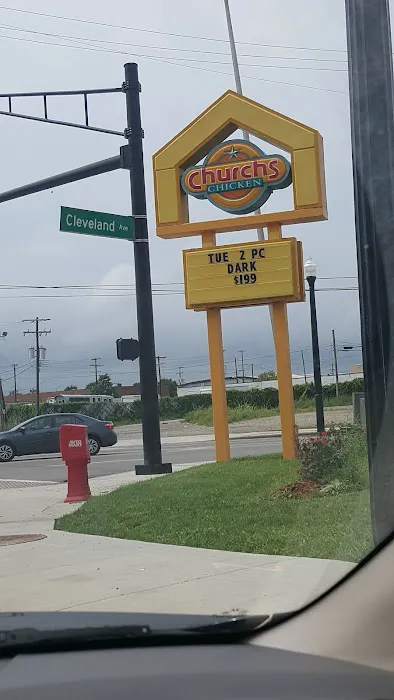 Church's
CHICKEN
Cleveland Ave
TUE 2 PC
DARK
$199